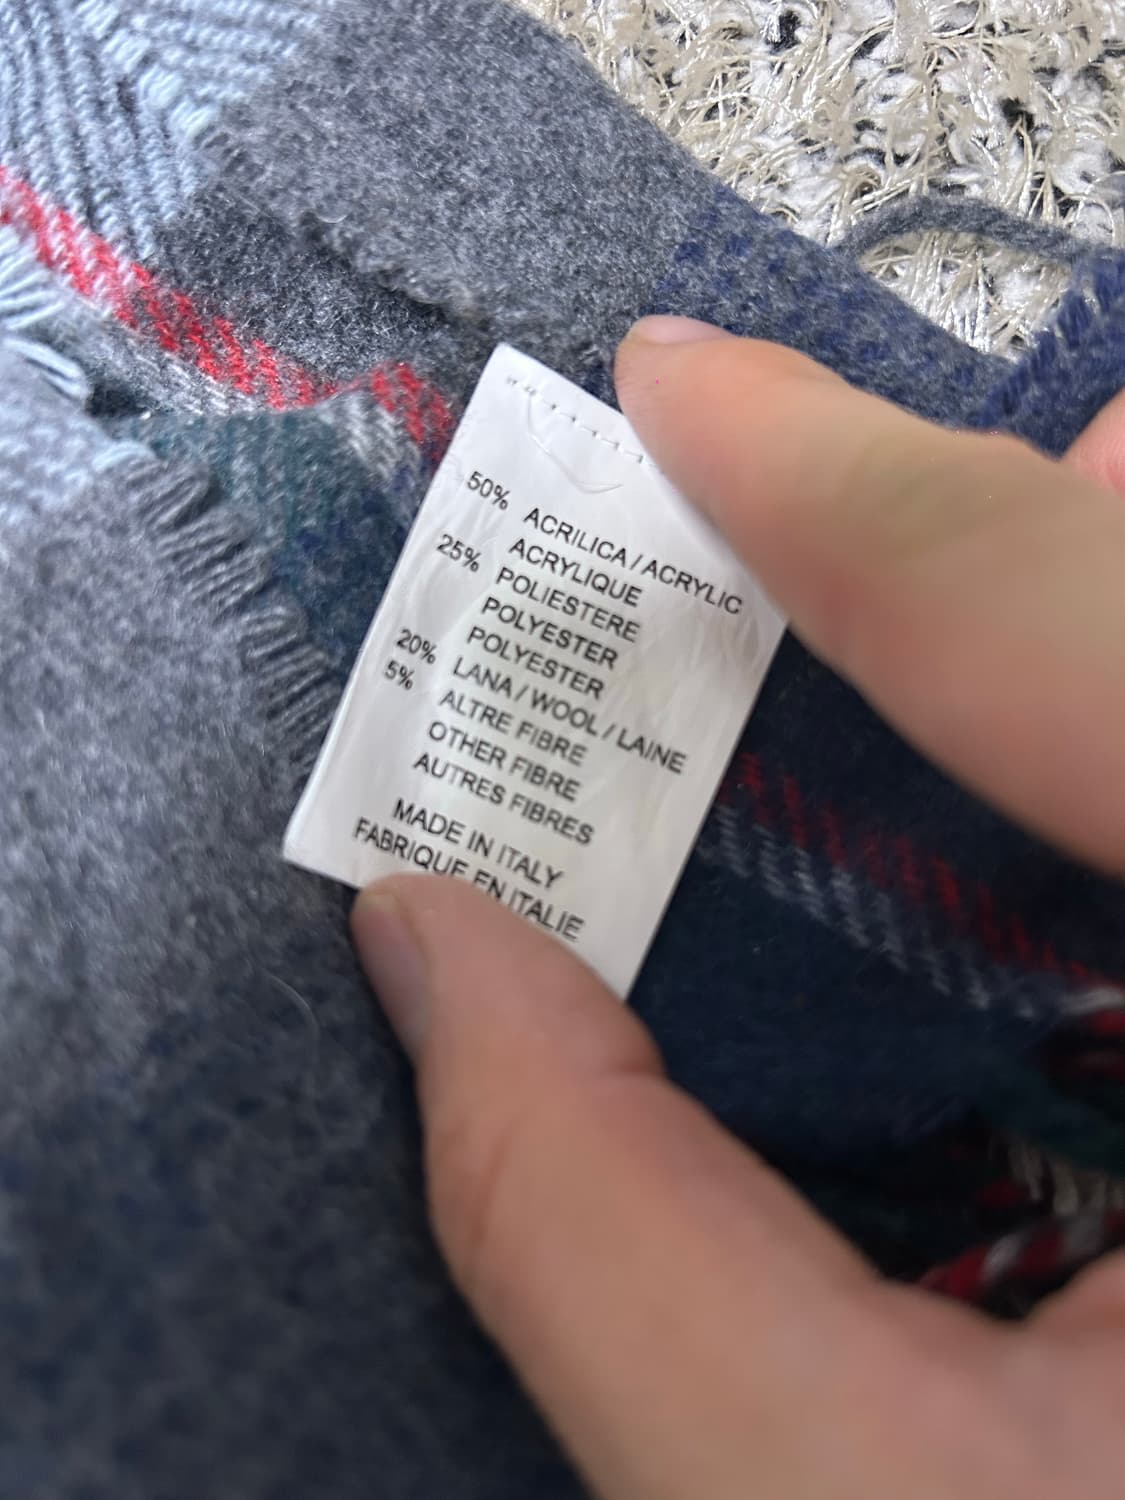 50% ACRILICA / ACRYLIC
ACRYLIQUE
25% POLIESTERE
POLYESTER
POLYESTER
20% LANA / WOOL / LAINE
5% ALTRE FIBRE
OTHER FIBRE
AUTRES FIBRES
MADE IN ITALY
FABRIQUE EN ITALIE